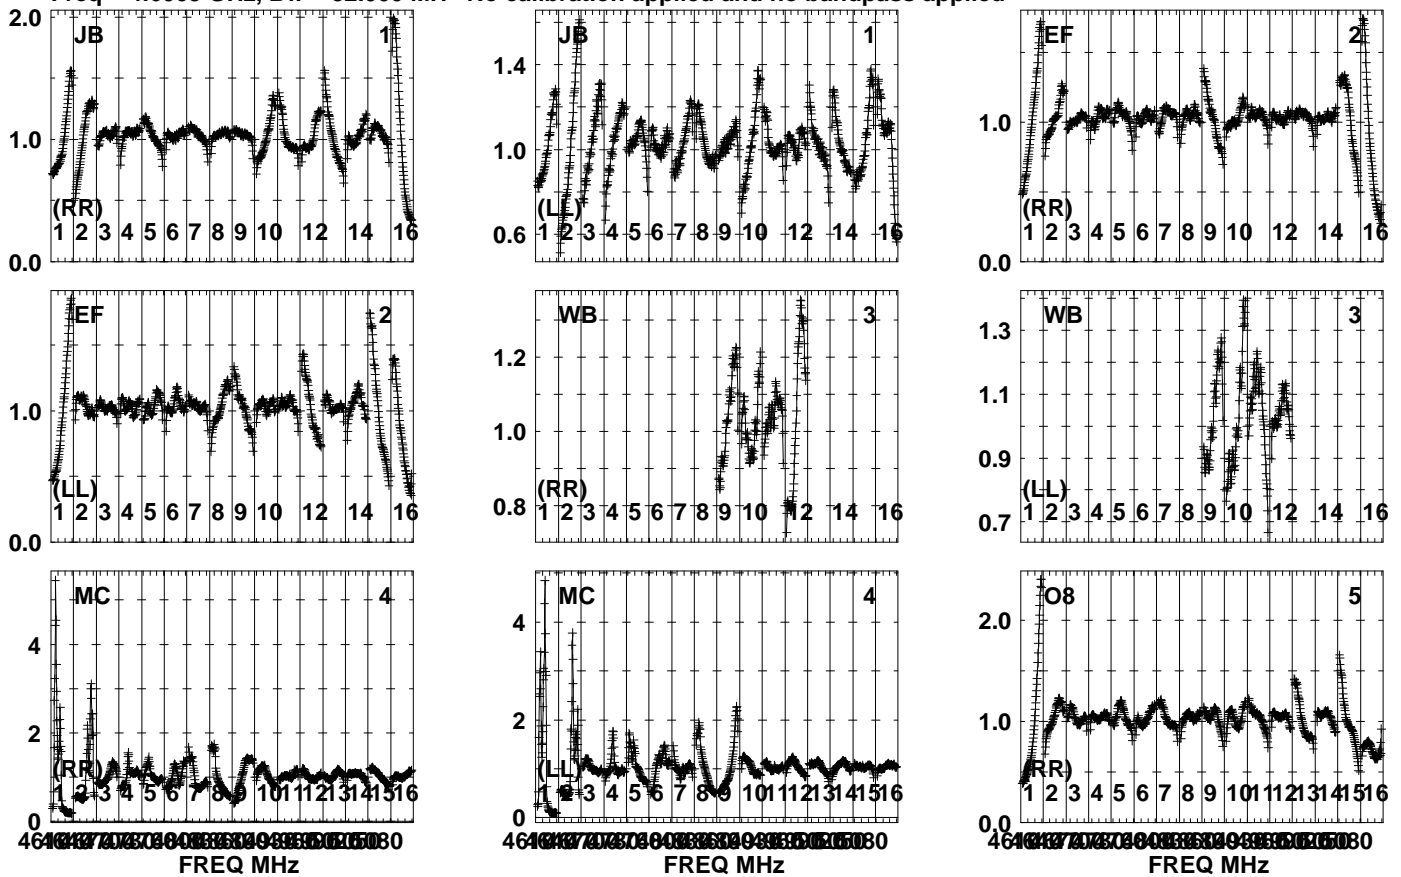 JB 1
2.0
1.0
0.0
(RR)
1 2 3 4 5 6 7 8 9 10 12 14 16
JB 1
1.4
1.2
1.0
0.8
0.6
(LL)
1 2 3 4 5 6 7 8 9 10 12 14 16
EF 2
1.0
0.0
(RR)
1 2 3 4 5 6 7 8 9 10 12 14 16
EF 2
1.0
0.0
(LL)
1 2 3 4 5 6 7 8 9 10 12 14 16
WB 3
1.2
1.0
0.8
(RR)
1 2 3 4 5 6 7 8 9 10 12 14 16
WB 3
1.3
1.1
0.9
0.7
(LL)
1 2 3 4 5 6 7 8 9 10 12 14 16
MC 4
4
2
0
(RR)
1 2 3 4 5 6 7 8 9 10 11 12 13 14 15 16
FREQ MHz
MC 4
4
2
0
(LL)
1 2 3 4 5 6 7 8 9 10 11 12 13 14 15 16
FREQ MHz
O8 5
2.0
1.0
0.0
(RR)
1 2 3 4 5 6 7 8 9 10 11 12 13 14 15 16
FREQ MHz